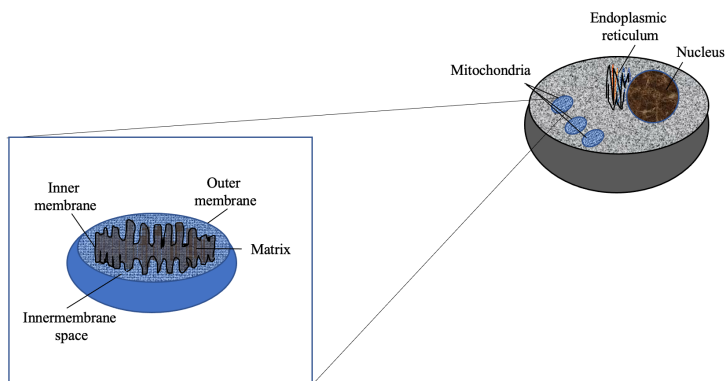 Endoplasmic
reticulum
Nucleus
Mitochondria
Inner
membrane
Outer
membrane
Matrix
Innermembrane
space